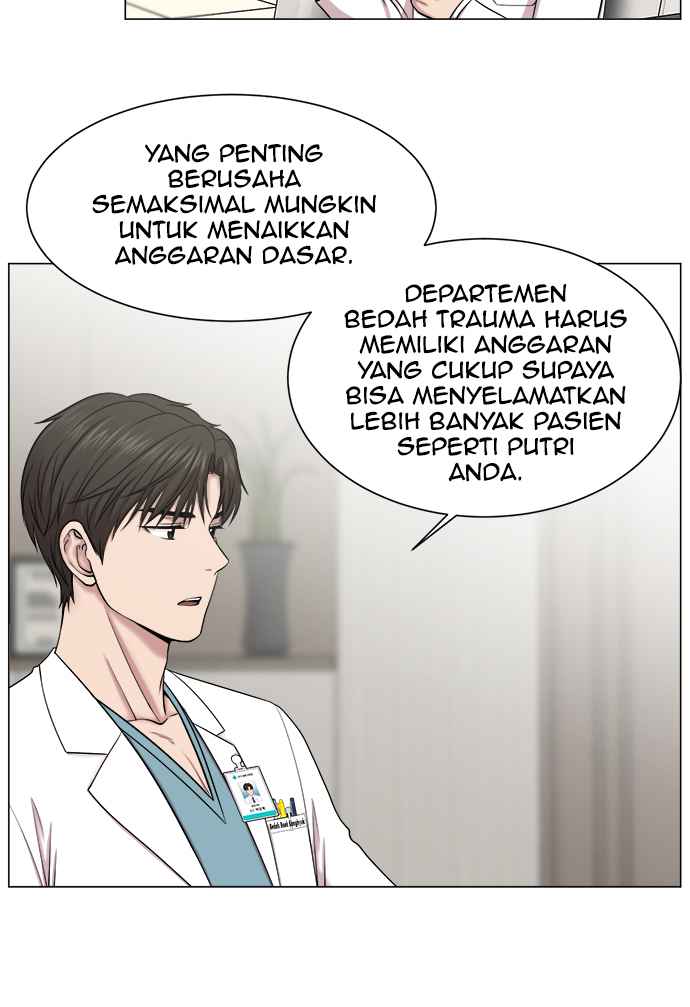 YANG PENTING
BERUSAHA
SEMAKSIMAL MUNGKIN
UNTUK MENAIKKAN
ANGGARAN DASAR.
DEPARTEMEN
BEDAH TRAUMA HARUS
MEMILIKI ANGGARAN
YANG CUKUP SUPAYA
BISA MENYELAMATKAN
LEBIH BANYAK PASIEN
SEPERTI PUTRI
ANDA.